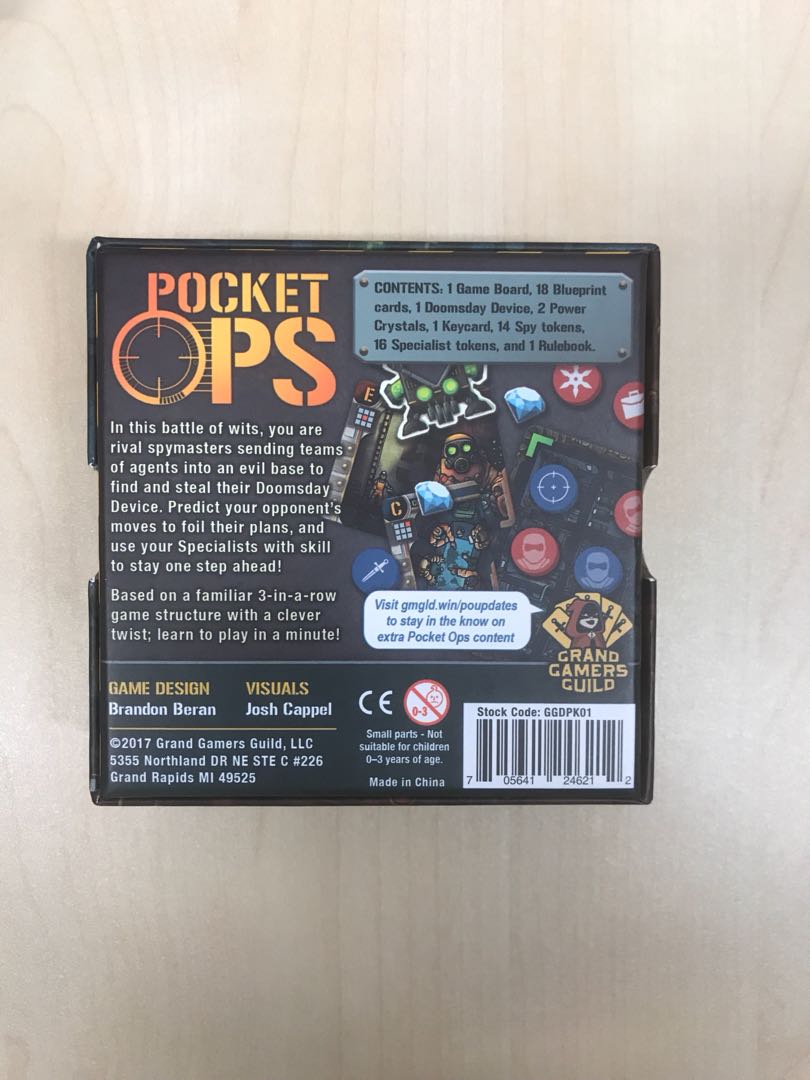 POCKET
OPS
CONTENTS: 1 Game Board, 18 Blueprint
cards, 1 Doomsday Device, 2 Power
Crystals, 1 Keycard, 14 Spy tokens,
16 Specialist tokens, and 1 Rulebook.
E
C
In this battle of wits, you are
rival spymasters sending teams
of agents into an evil base to
find and steal their Doomsday
Device. Predict your opponent's
moves to foil their plans, and
use your Specialists with skill
to stay one step ahead!
Based on a familiar 3-in-a-row
game structure with a clever
twist; learn to play in a minute!
Visit gmgld.win/poupdates
to stay in the know on
extra Pocket Ops content
GRAND
GAMERS
GUILD
GAME DESIGN
Brandon Beran
VISUALS
Josh Cappel
©2017 Grand Gamers Guild, LLC
5355 Northland DR NE STE C #226
Grand Rapids MI 49525
CE
0-3
Small parts - Not
suitable for children
0–3 years of age.
Made in China
Stock Code: GGDPK01
7 05641 24621 2